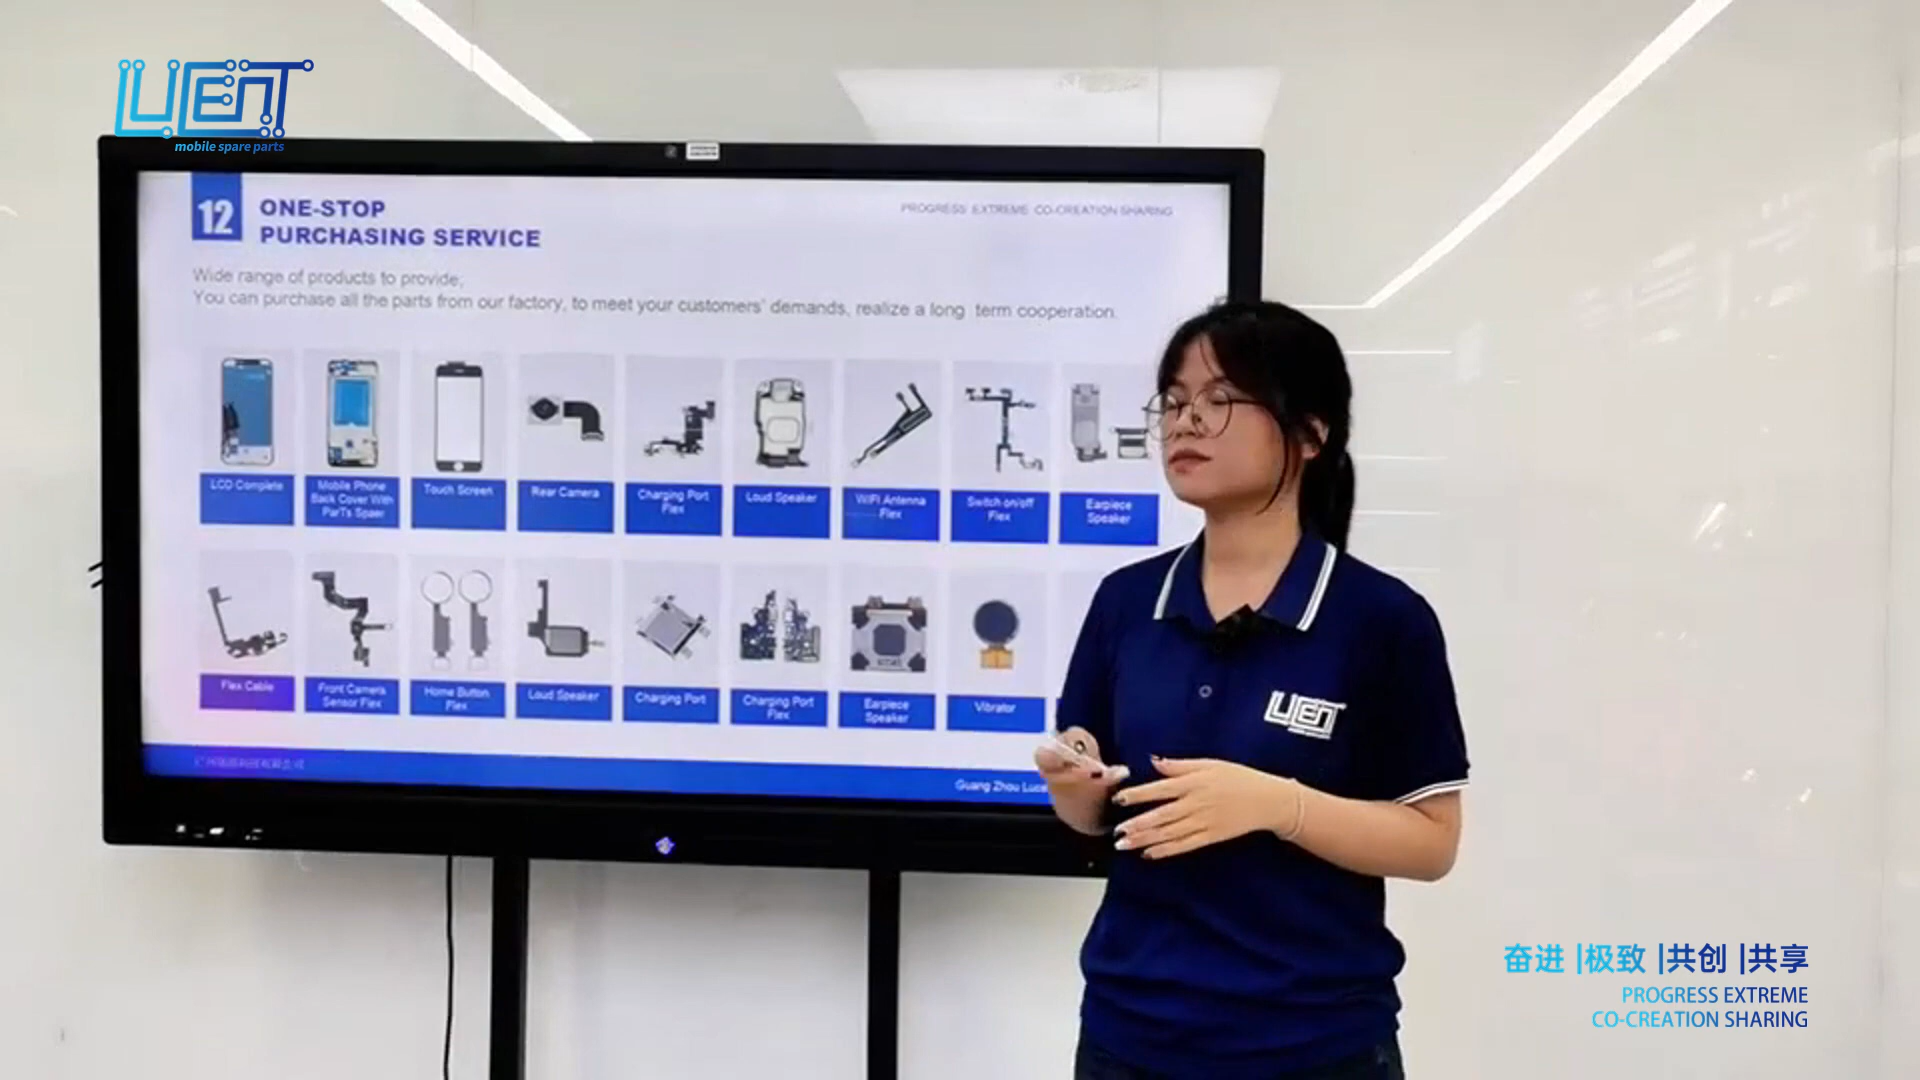 LCENT
mobile spare parts
12
ONE-STOP
PURCHASING SERVICE
PROGRESS EXTREME CO-CREATION SHARING
Wide range of products to provide;
You can purchase all the parts from our factory, to meet your customers' demands, realize a long term cooperation.
LCD Complete
Mobile Phone
Back Cover With
ParTs Spaer
Touch Screen
Rear Camera
Charging Port
Flex
Loud Speaker
WIFI Antenna
Flex
Switch on/off
Flex
Earpiece
Speaker
Flex Cable
Front Camera
Sensor Flex
Home Button
Flex
Loud Speaker
Charging Port
Charging Port
Flex
Earpiece
Speaker
Vibrator
Guang Zhou Luce
LCENT
奋进 |极致 |共创 |共享
PROGRESS EXTREME
CO-CREATION SHARING